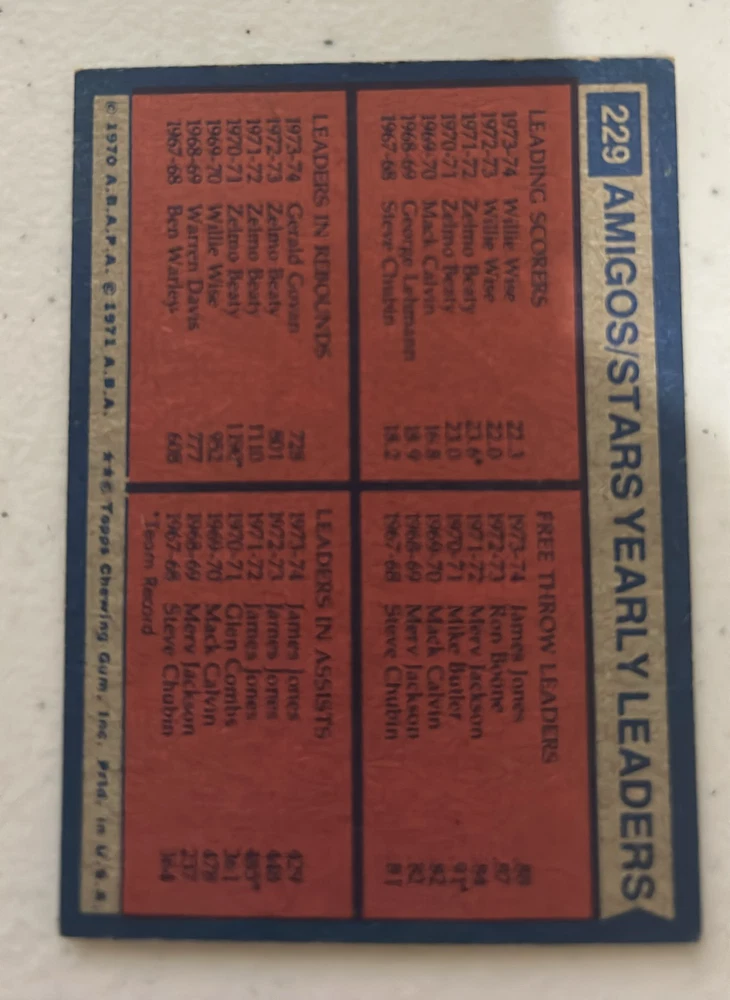 229 AMIGOS/STARS YEARLY LEADERS
LEADING SCORERS
1973-74 Willie Wise 22.3
1972-73 Willie Wise 22.0
1971-72 Zelmo Beaty 23.6*
1970-71 Zelmo Beaty 23.0
1969-70 Mack Calvin 16.8
1968-69 George Lehmann 18.9
1967-68 Steve Chubin 18.2
FREE THROW LEADERS
1973-74 James Jones 88
1972-73 Ron Boone 87
1971-72 Merv Jackson 84
1970-71 Mike Butler 91*
1969-70 Mack Calvin 82
1968-69 Merv Jackson 82
1967-68 Steve Chubin 81
LEADERS IN REBOUNDS
1973-74 Gerald Govan 728
1972-73 Zelmo Beaty 801
1971-72 Zelmo Beaty 1110
1970-71 Zelmo Beaty 1190*
1969-70 Willie Wise 952
1968-69 Warren Davis 777
1967-68 Ben Warley 608
LEADERS IN ASSISTS
1973-74 James Jones 429
1972-73 James Jones 448
1971-72 James Jones 485*
1970-71 Glen Combs
1969-70 Mack Calvin 478
1968-69 Merv Jackson 237
1967-68 Steve Chubin 364
*Team Record
© 1970 A.B.A.P.A. © 1971 A.B.A. ★★© Topps Chewing Gum, Inc. Prtd. in U.S.A.